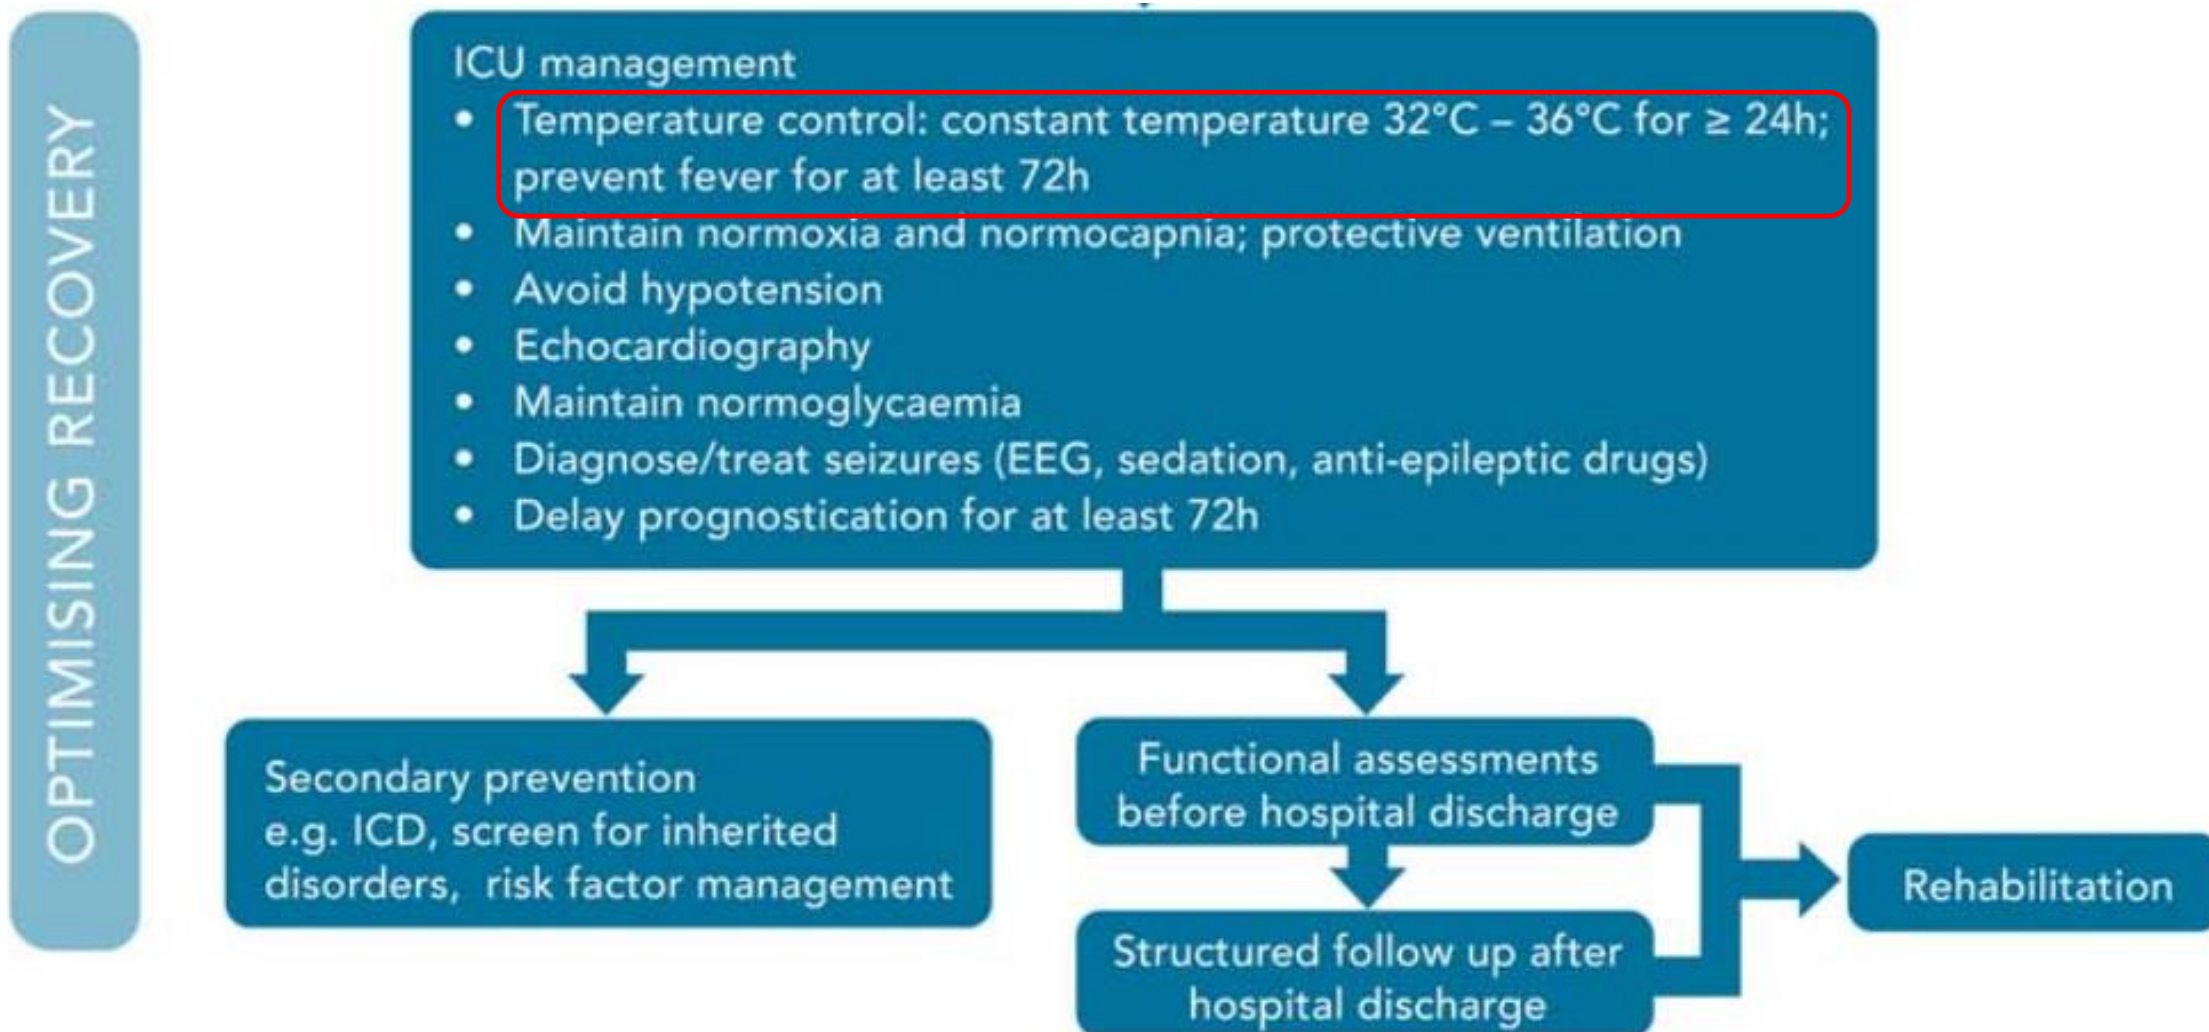 OPTIMISING RECOVERY
ICU management
• Temperature control: constant temperature 32°C – 36°C for ≥ 24h;
prevent fever for at least 72h
• Maintain normoxia and normocapnia; protective ventilation
• Avoid hypotension
• Echocardiography
• Maintain normoglycaemia
• Diagnose/treat seizures (EEG, sedation, anti-epileptic drugs)
• Delay prognostication for at least 72h
Secondary prevention
e.g. ICD, screen for inherited
disorders, risk factor management
Functional assessments
before hospital discharge
Structured follow up after
hospital discharge
Rehabilitation